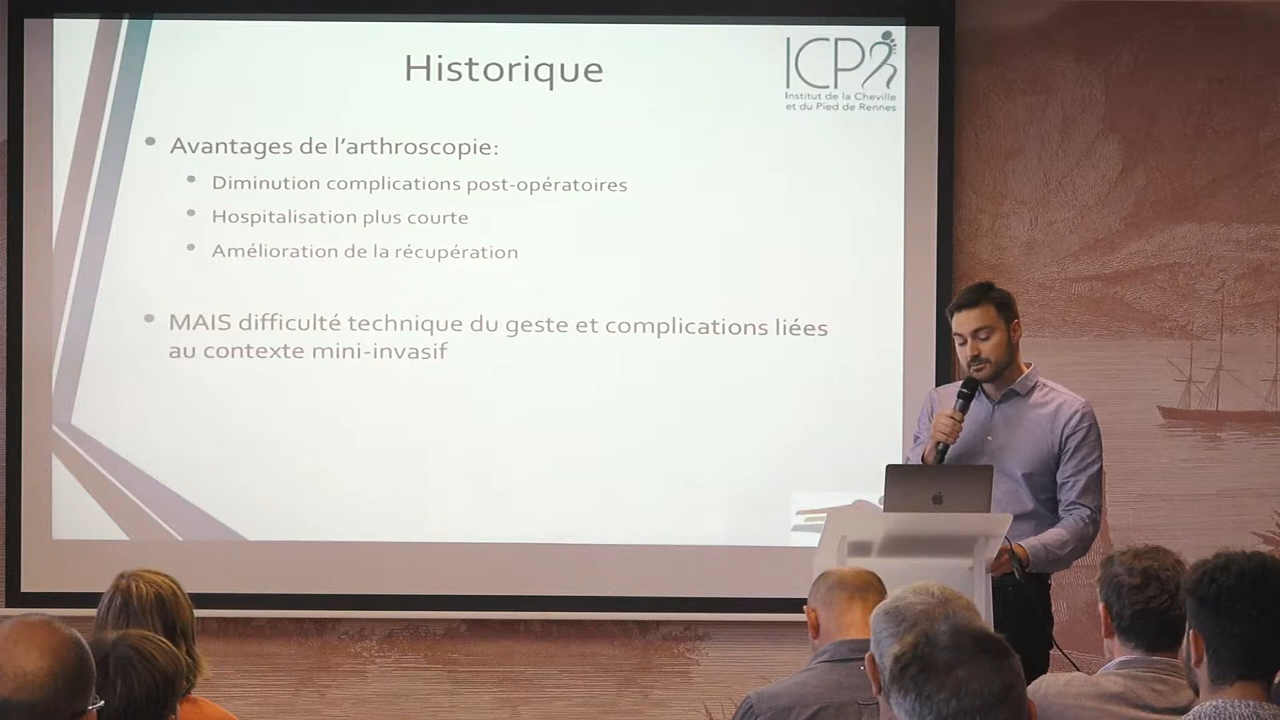 Historique
ICP
Institut de la Cheville
et du Pied de Rennes
Avantages de l'arthroscopie:
Diminution complications post-opératoires
Hospitalisation plus courte
Amélioration de la récupération
MAIS difficulté technique du geste et complications liées
au contexte mini-invasif